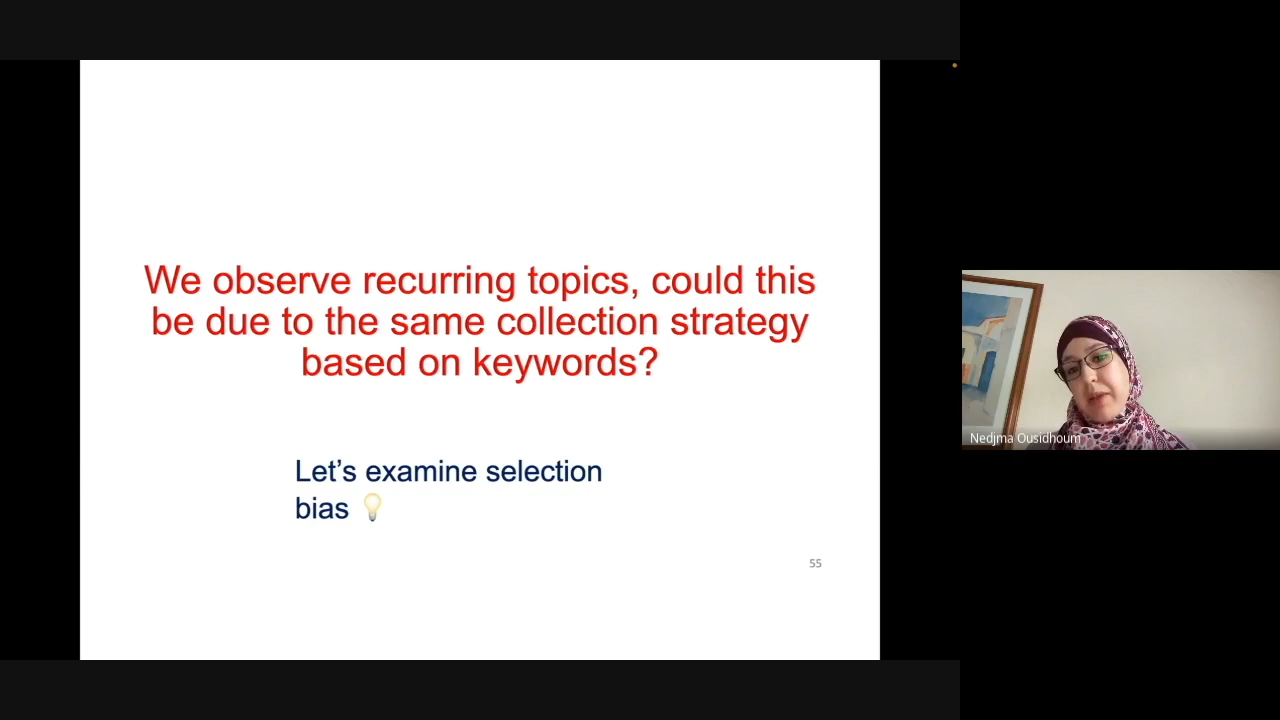 We observe recurring topics, could this
be due to the same collection strategy
based on keywords?
Let’s examine selection
bias 💡
55
Nedjma Ousidhoum